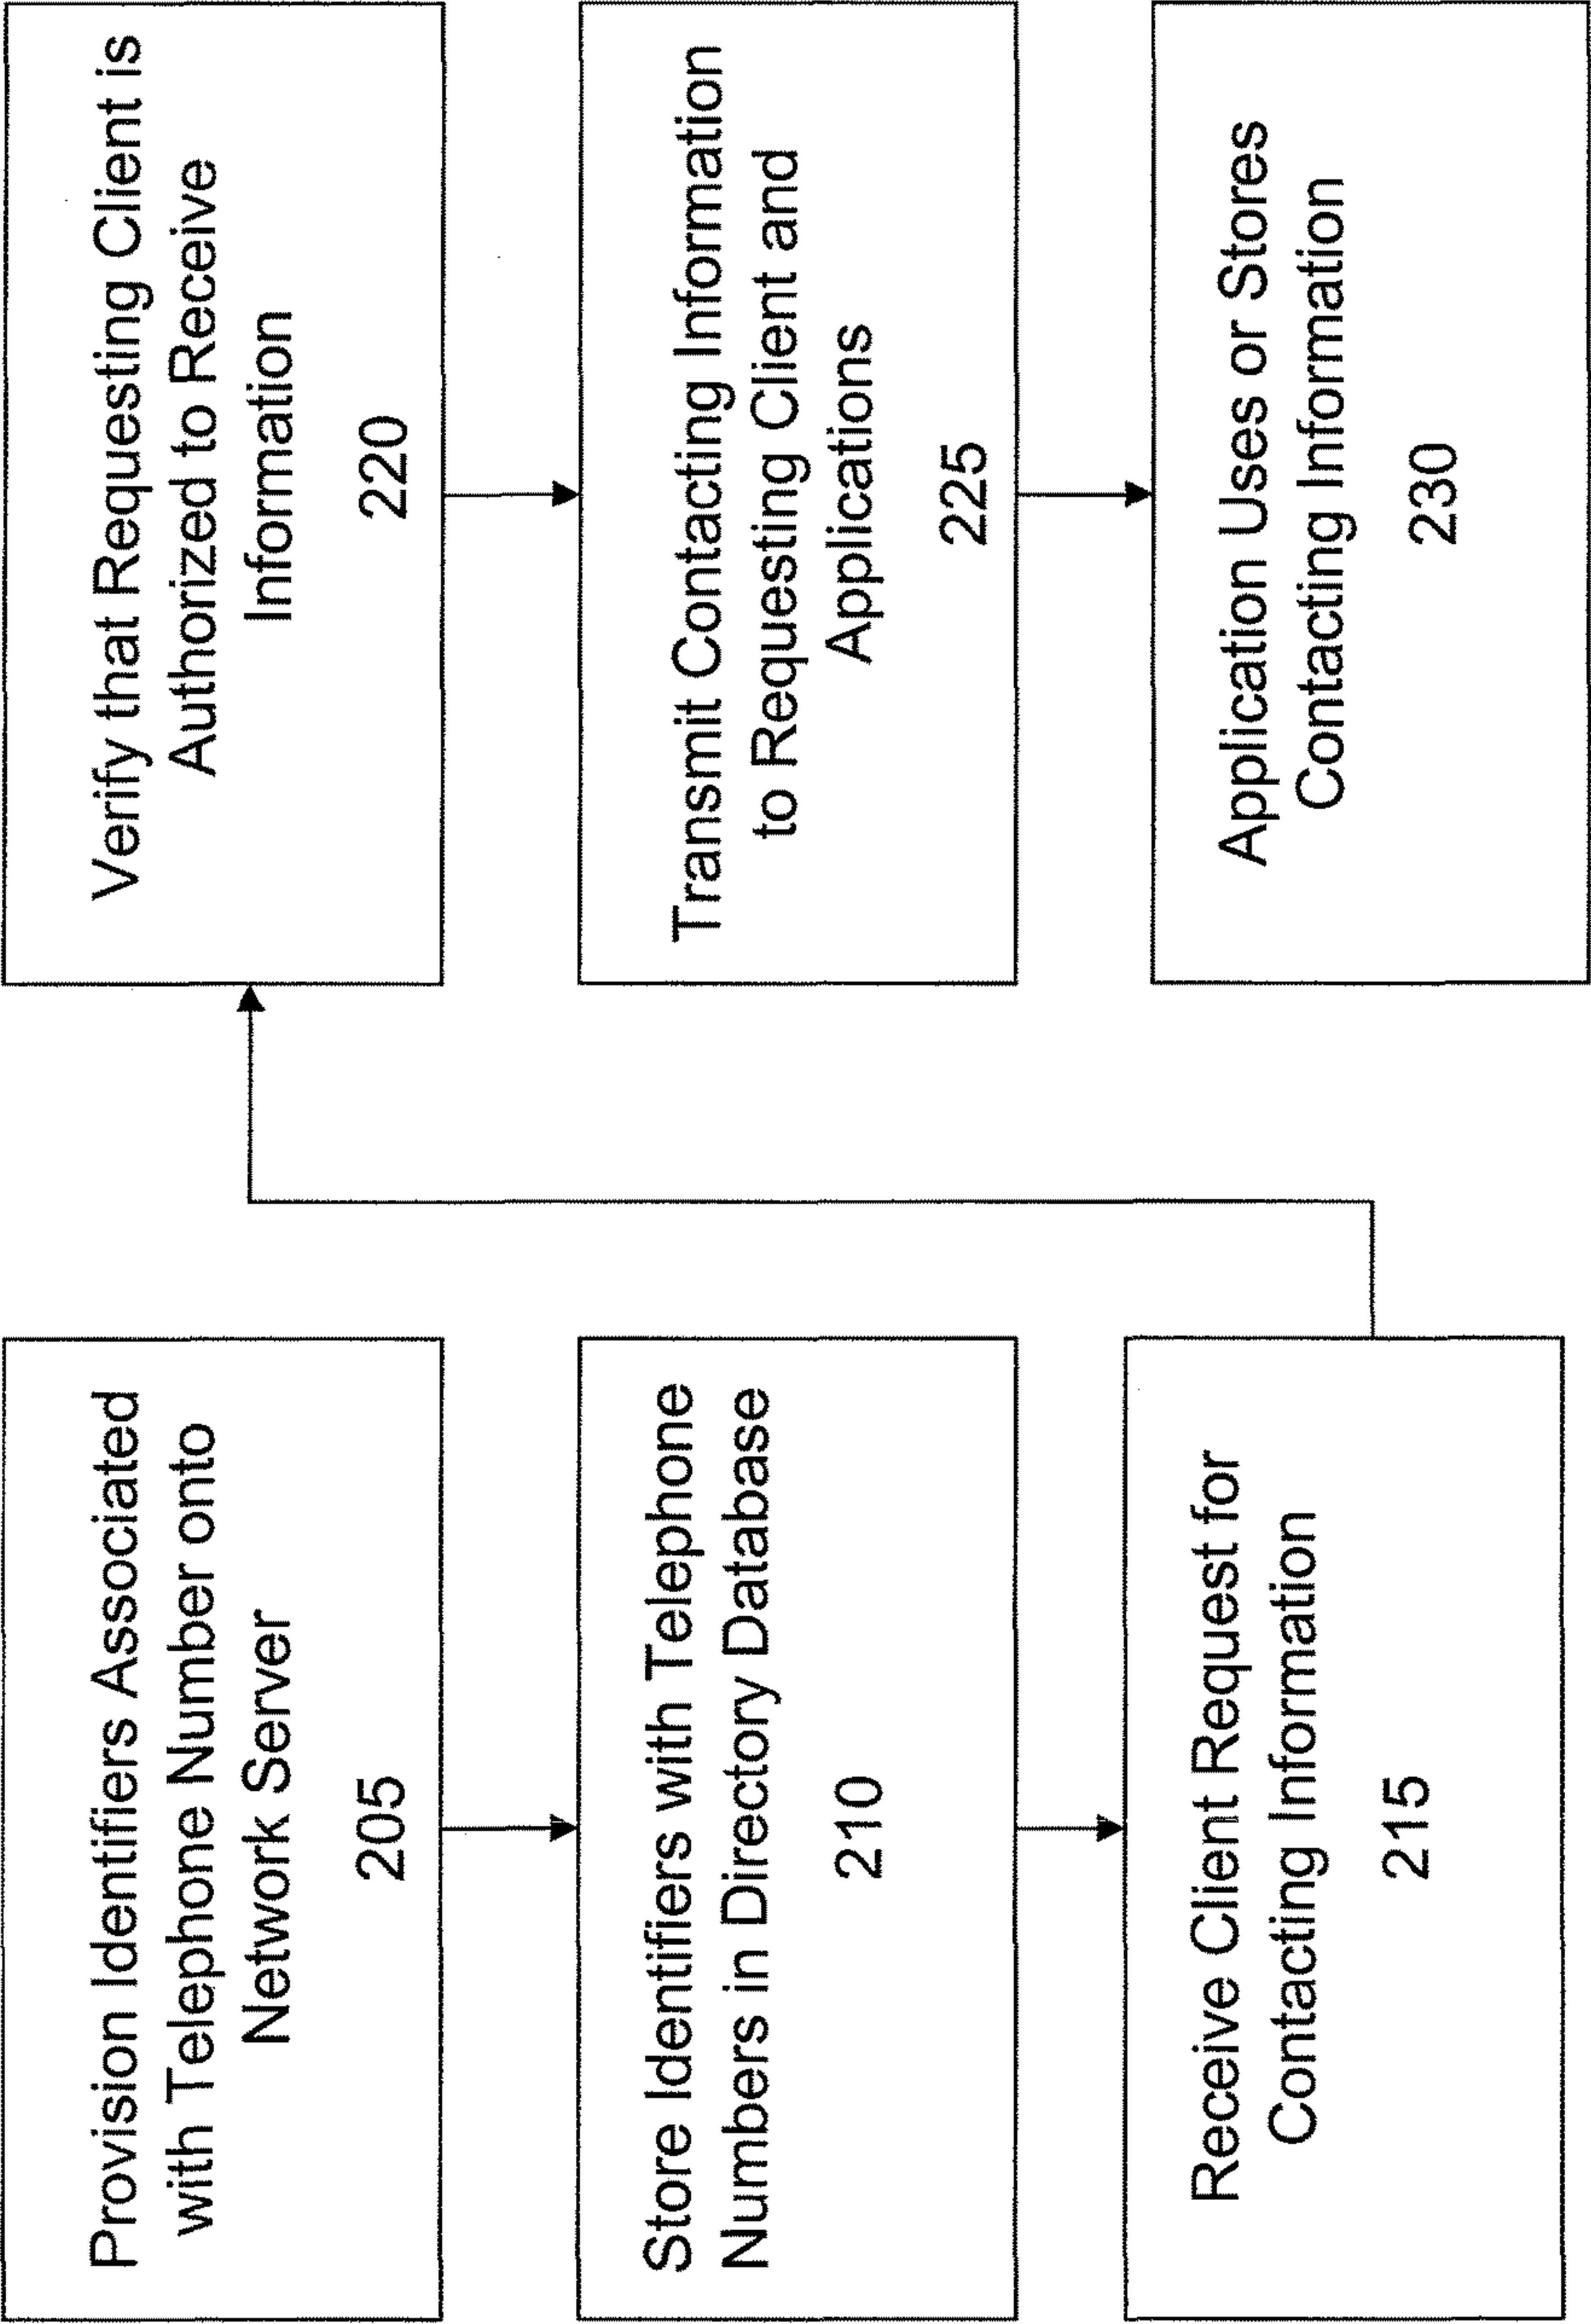 Provision Identifiers Associated
with Telephone Number onto
Network Server
205
Store Identifiers with Telephone
Numbers in Directory Database
210
Receive Client Request for
Contacting Information
215
Verify that Requesting Client is
Authorized to Receive
Information
220
Transmit Contacting Information
to Requesting Client and
Applications
225
Application Uses or Stores
Contacting Information
230